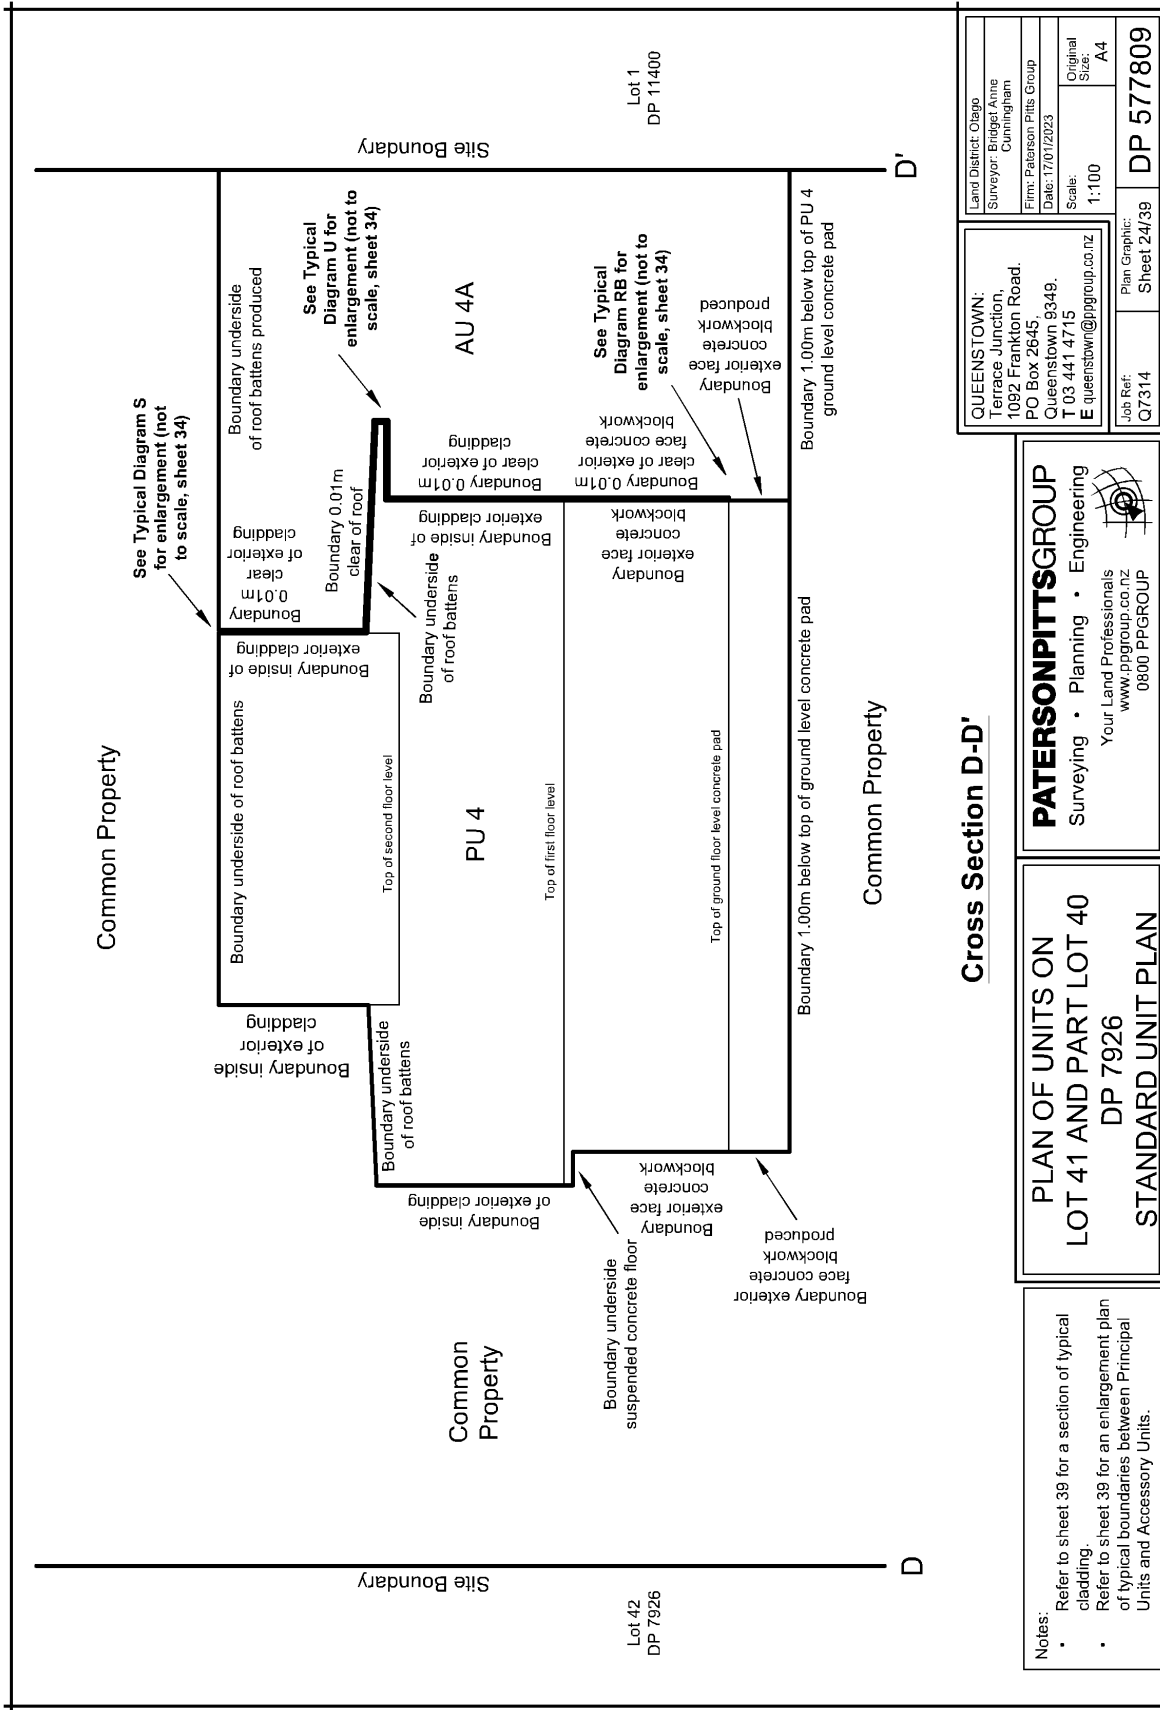 Common Property
See Typical Diagram S
for enlargement (not
to scale, sheet 34)
Boundary underside of roof battens
Boundary underside
of roof battens produced
Boundary
0.01m
clear
of exterior
cladding
Boundary inside of
exterior cladding
Boundary inside
of exterior
cladding
Boundary 0.01m
clear of roof
See Typical
Diagram U for
enlargement (not to
scale, sheet 34)
Site Boundary
Site Boundary
Boundary underside
of roof battens
Top of second floor level
Boundary underside
of roof battens
Boundary inside
of exterior cladding
PU 4
AU 4A
Boundary inside of
exterior cladding
Boundary 0.01m
clear of exterior
cladding
Common
Property
Top of first floor level
Boundary underside
suspended concrete floor
Boundary
exterior face
concrete
blockwork
Boundary
exterior face
concrete
blockwork
Boundary 0.01m
clear of exterior
face concrete
blockwork
See Typical
Diagram RB for
enlargement (not to
scale, sheet 34)
Lot 42
DP 7926
Lot 1
DP 11400
Top of ground floor level concrete pad
Boundary exterior
face concrete
blockwork
produced
Boundary
exterior face
concrete
blockwork
produced
Boundary 1.00m below top of ground level concrete pad
Boundary 1.00m below top of PU 4
ground level concrete pad
Common Property
D
D'
Cross Section D-D'
Notes:
• Refer to sheet 39 for a section of typical
cladding.
• Refer to sheet 39 for an enlargement plan
of typical boundaries between Principal
Units and Accessory Units.
PLAN OF UNITS ON
LOT 41 AND PART LOT 40
DP 7926
STANDARD UNIT PLAN
PATERSONPITTSGROUP
Surveying • Planning • Engineering
Your Land Professionals
www.ppgroup.co.nz
0800 PPGROUP
QUEENSTOWN:
Terrace Junction,
1092 Frankton Road.
PO Box 2645,
Queenstown 9349.
T 03 441 4715
E queenstown@ppgroup.co.nz
Land District: Otago
Surveyor: Bridget Anne
Cunningham
Firm: Paterson Pitts Group
Date: 17/01/2023
Scale:
1:100
Original
Size:
A4
Job Ref:
Q7314
Plan Graphic:
Sheet 24/39
DP 577809